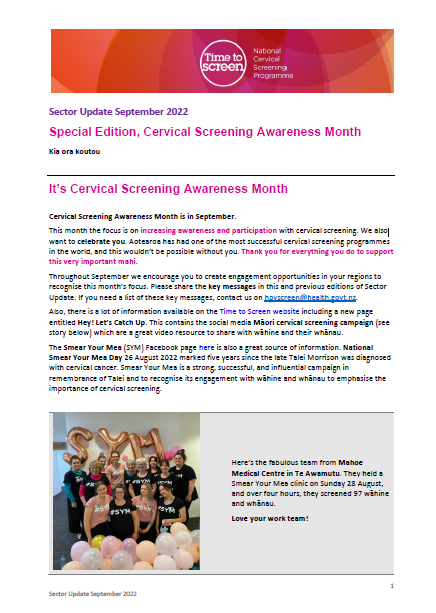 Time to
screen
National
Cervical
Screening
Programme
Sector Update September 2022
Special Edition, Cervical Screening Awareness Month
Kia ora koutou
It's Cervical Screening Awareness Month
Cervical Screening Awareness Month is in September.
This month the focus is on increasing awareness and participation with cervical screening. We also
want to celebrate you. Aotearoa has had one of the most successful cervical screening programmes
in the world, and this wouldn't be possible without you. Thank you for everything you do to support
this very important mahi.
Throughout September we encourage you to create engagement opportunities in your regions to
recognise this month's focus. Please share the key messages in this and previous editions of Sector
Update. If you need a list of these key messages, contact us on hpvscreen@health.govt.nz.
Also, there is a lot of information available on the Time to Screen website including a new page
entitled Hey! Let's Catch Up. This contains the social media Māori cervical screening campaign (see
story below) which are a great video resource to share with wāhine and their whānau.
The Smear Your Mea (SYM) Facebook page here is also a great source of information. National
Smear Your Mea Day 26 August 2022 marked five years since the late Talei Morrison was diagnosed
with cervical cancer. Smear Your Mea is a strong, successful, and influential campaign in
remembrance of Talei and to recognise its engagement with wāhine and whānau to emphasise the
importance of cervical screening.
SYM
#SYM
#SYM
#SYM
Here's the fabulous team from Mahoe
Medical Centre in Te Awamutu. They held a
Smear Your Mea clinic on Sunday 28 August,
and over four hours, they screened 97 wāhine
and whānau.
Love your work team!
1
Sector Update September 2022